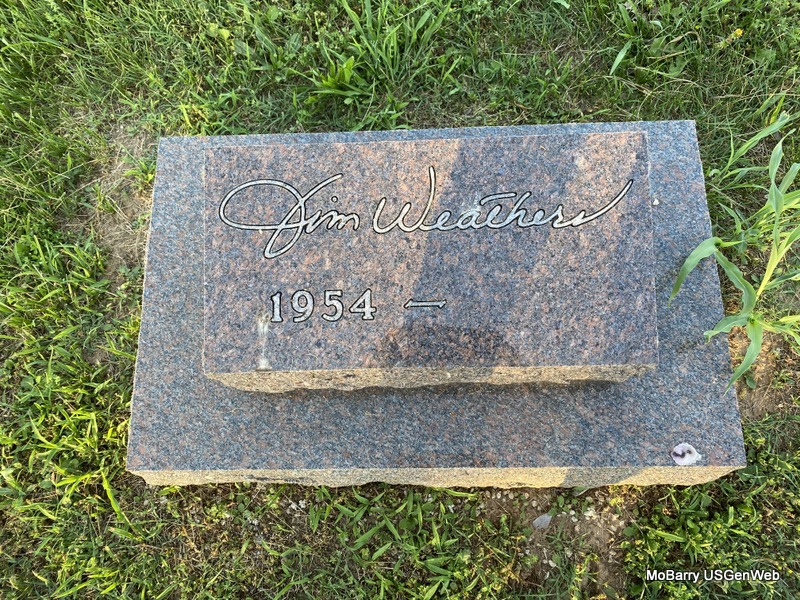 Jim Weathers
1954 –
MoBarry USGenWeb